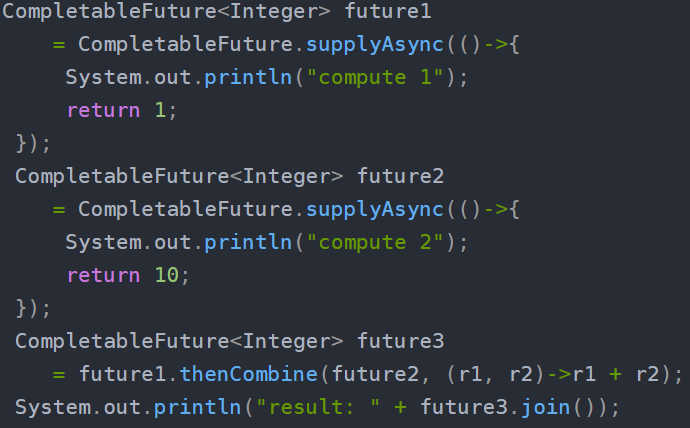 CompletableFuture<Integer> future1
    = CompletableFuture.supplyAsync(()->{
     System.out.println("compute 1");
     return 1;
 });
 CompletableFuture<Integer> future2
    = CompletableFuture.supplyAsync(()->{
     System.out.println("compute 2");
     return 10;
 });
 CompletableFuture<Integer> future3
    = future1.thenCombine(future2, (r1, r2)->r1 + r2);
 System.out.println("result: " + future3.join());